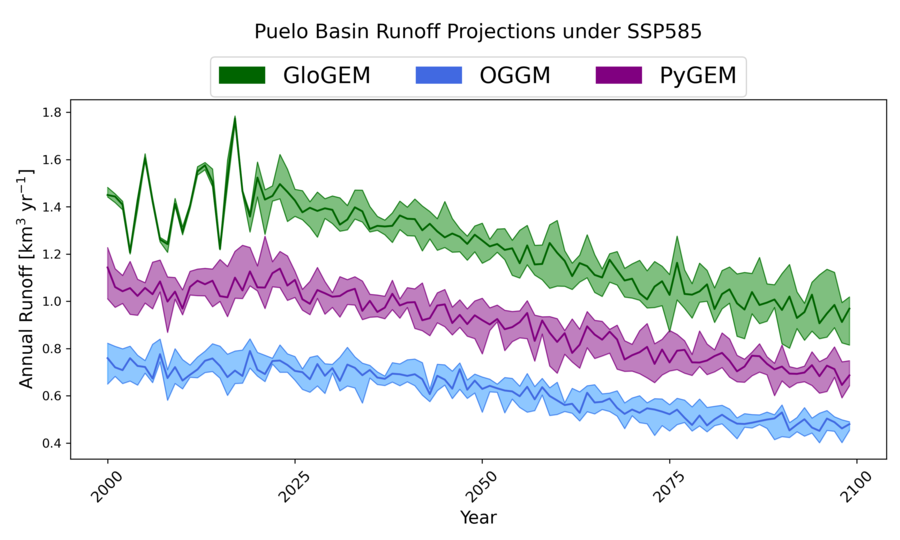 Puelo Basin Runoff Projections under SSP585
GloGEM OGGM PyGEM
Annual Runoff [km³ yr⁻¹]
1.8
1.6
1.4
1.2
1.0
0.8
0.6
0.4
2000 2025 2050 2075 2100
Year